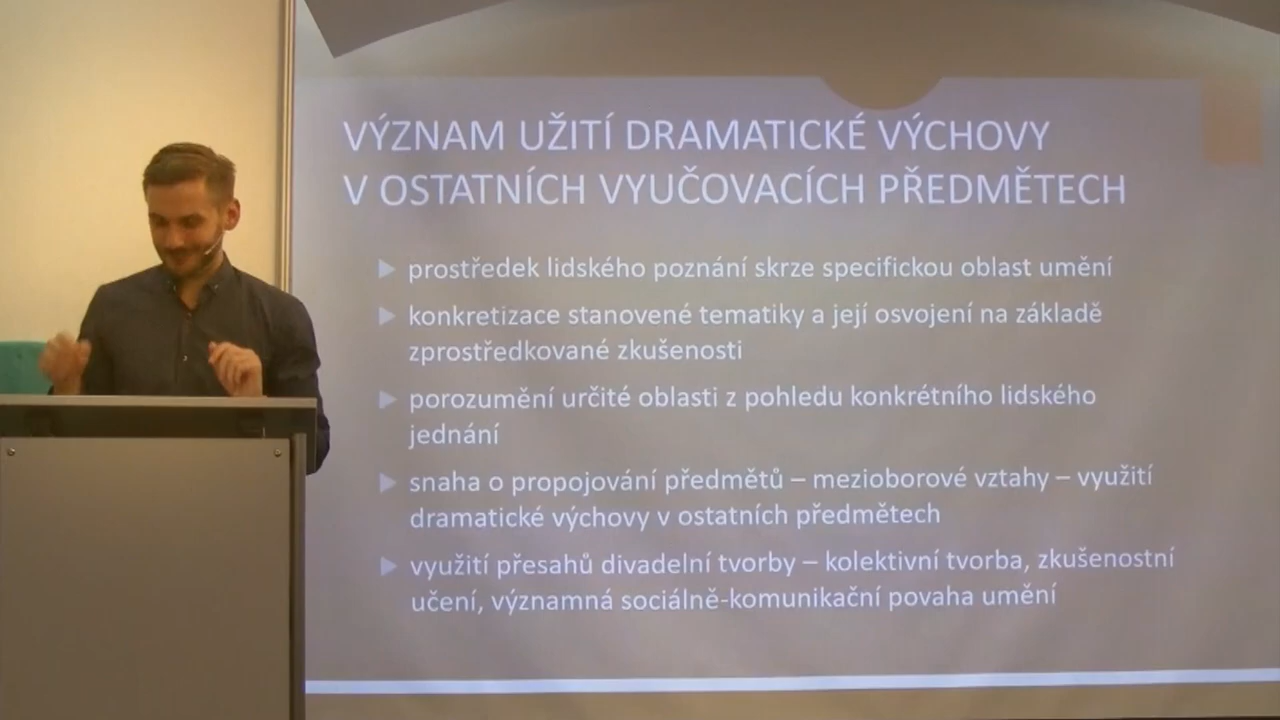 VÝZNAM UŽITÍ DRAMATICKÉ VÝCHOVY
V OSTATNÍCH VYUČOVACÍCH PŘEDMĚTECH
prostředek lidského poznání skrze specifickou oblast umění
konkretizace stanovené tematiky a její osvojení na základě
zprostředkované zkušenosti
porozumění určité oblasti z pohledu konkrétního lidského
jednání
snaha o propojování předmětů – mezioborové vztahy – využití
dramatické výchovy v ostatních předmětech
využití přesahů divadelní tvorby – kolektivní tvorba, zkušenostní
učení, významná sociálně-komunikační povaha umění